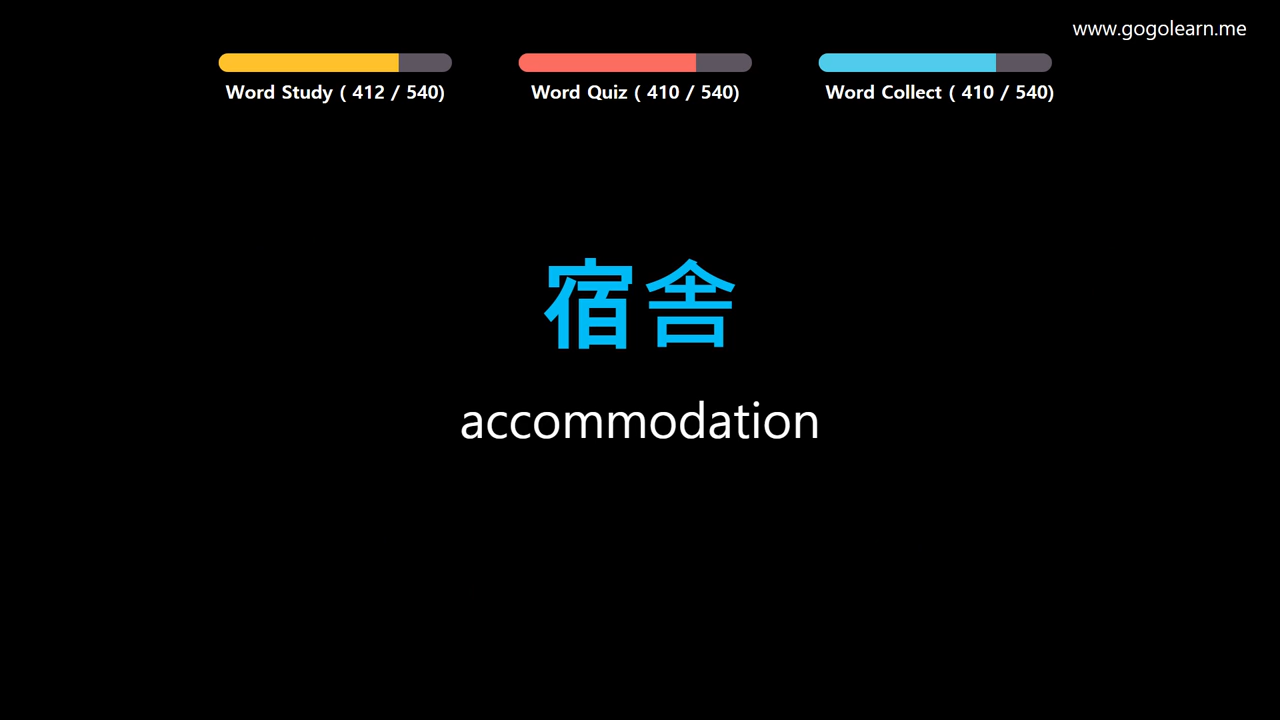 www.gogolearn.me
Word Study ( 412 / 540)
Word Quiz ( 410 / 540)
Word Collect ( 410 / 540)
宿舍
accommodation